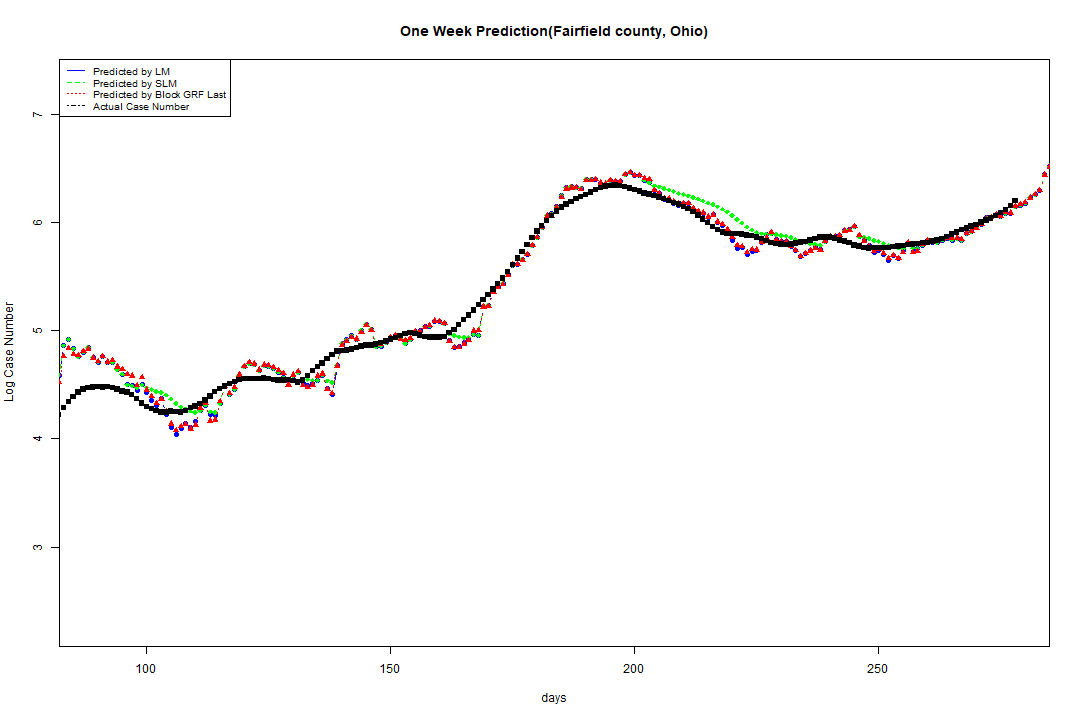 One Week Prediction(Fairfield county, Ohio)
Predicted by LM
Predicted by SLM
Predicted by Block GRF Last
Actual Case Number
Log Case Number
7
6
5
4
3
100 150 200 250
days